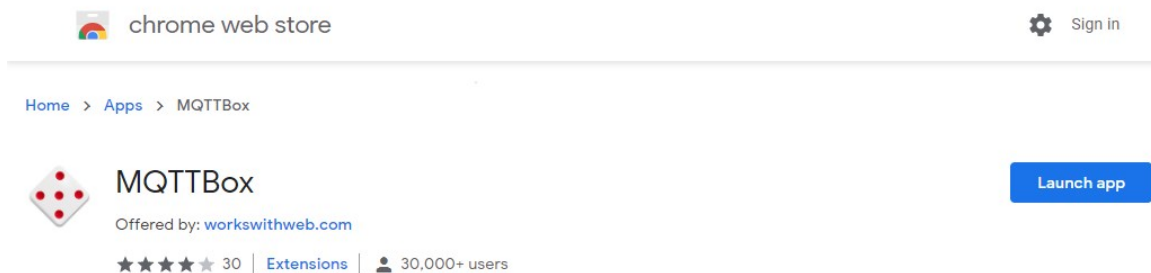 chrome web store
Sign in
Home > Apps > MQTTBox
MQTTBox
Launch app
Offered by: workswithweb.com
30 | Extensions | 30,000+ users